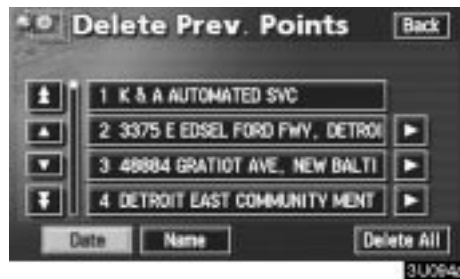 Delete Prev. Points Back
1 K & A AUTOMATED SVC
2 3375 E EDSEL FORD FWY, DETROI
3 48884 GRATIOT AVE, NEW BALTI
4 DETROIT EAST COMMUNITY MENT
Date Name Delete All
3U094